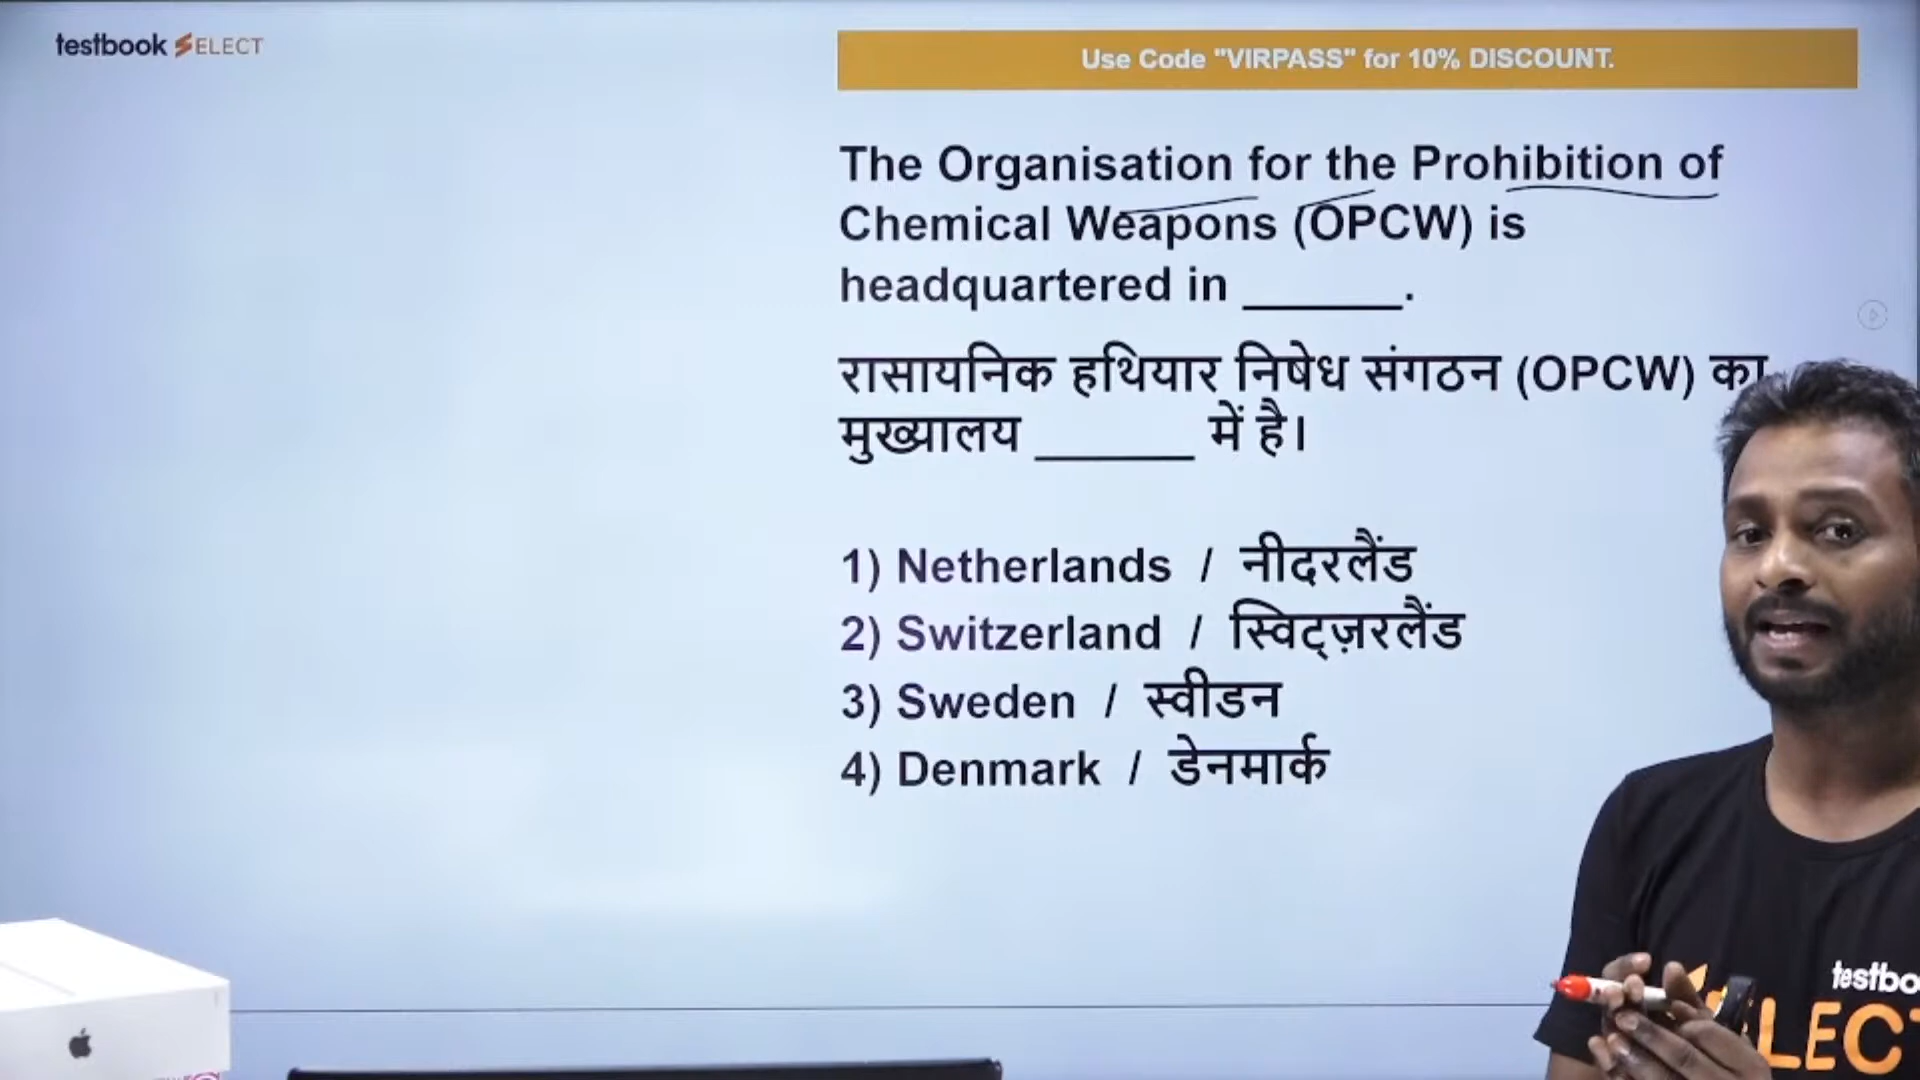 testbook SELECT
Use Code "VIRPASS" for 10% DISCOUNT.
The Organisation for the Prohibition of
Chemical Weapons (OPCW) is
headquartered in ______.
रासायनिक हथियार निषेध संगठन (OPCW) का
मुख्यालय ______ में है।
1) Netherlands / नीदरलैंड
2) Switzerland / स्विट्ज़रलैंड
3) Sweden / स्वीडन
4) Denmark / डेनमार्क
testbo
ELECT